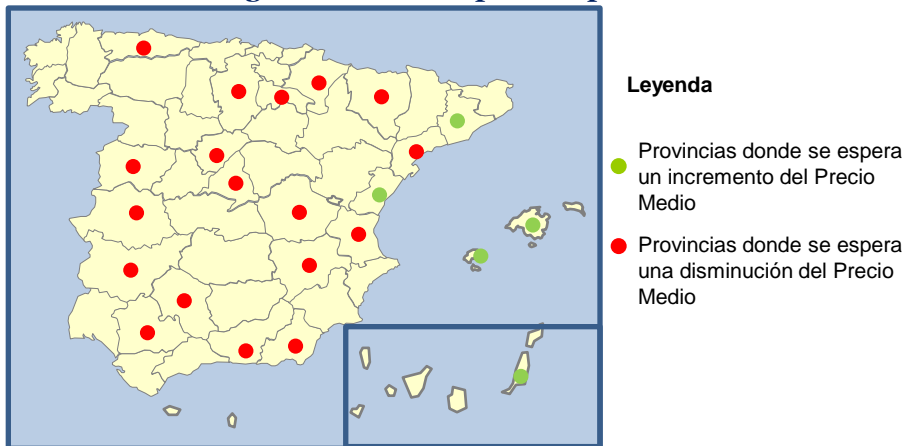 Leyenda
Provincias donde se espera
un incremento del Precio
Medio
Provincias donde se espera
una disminución del Precio
Medio